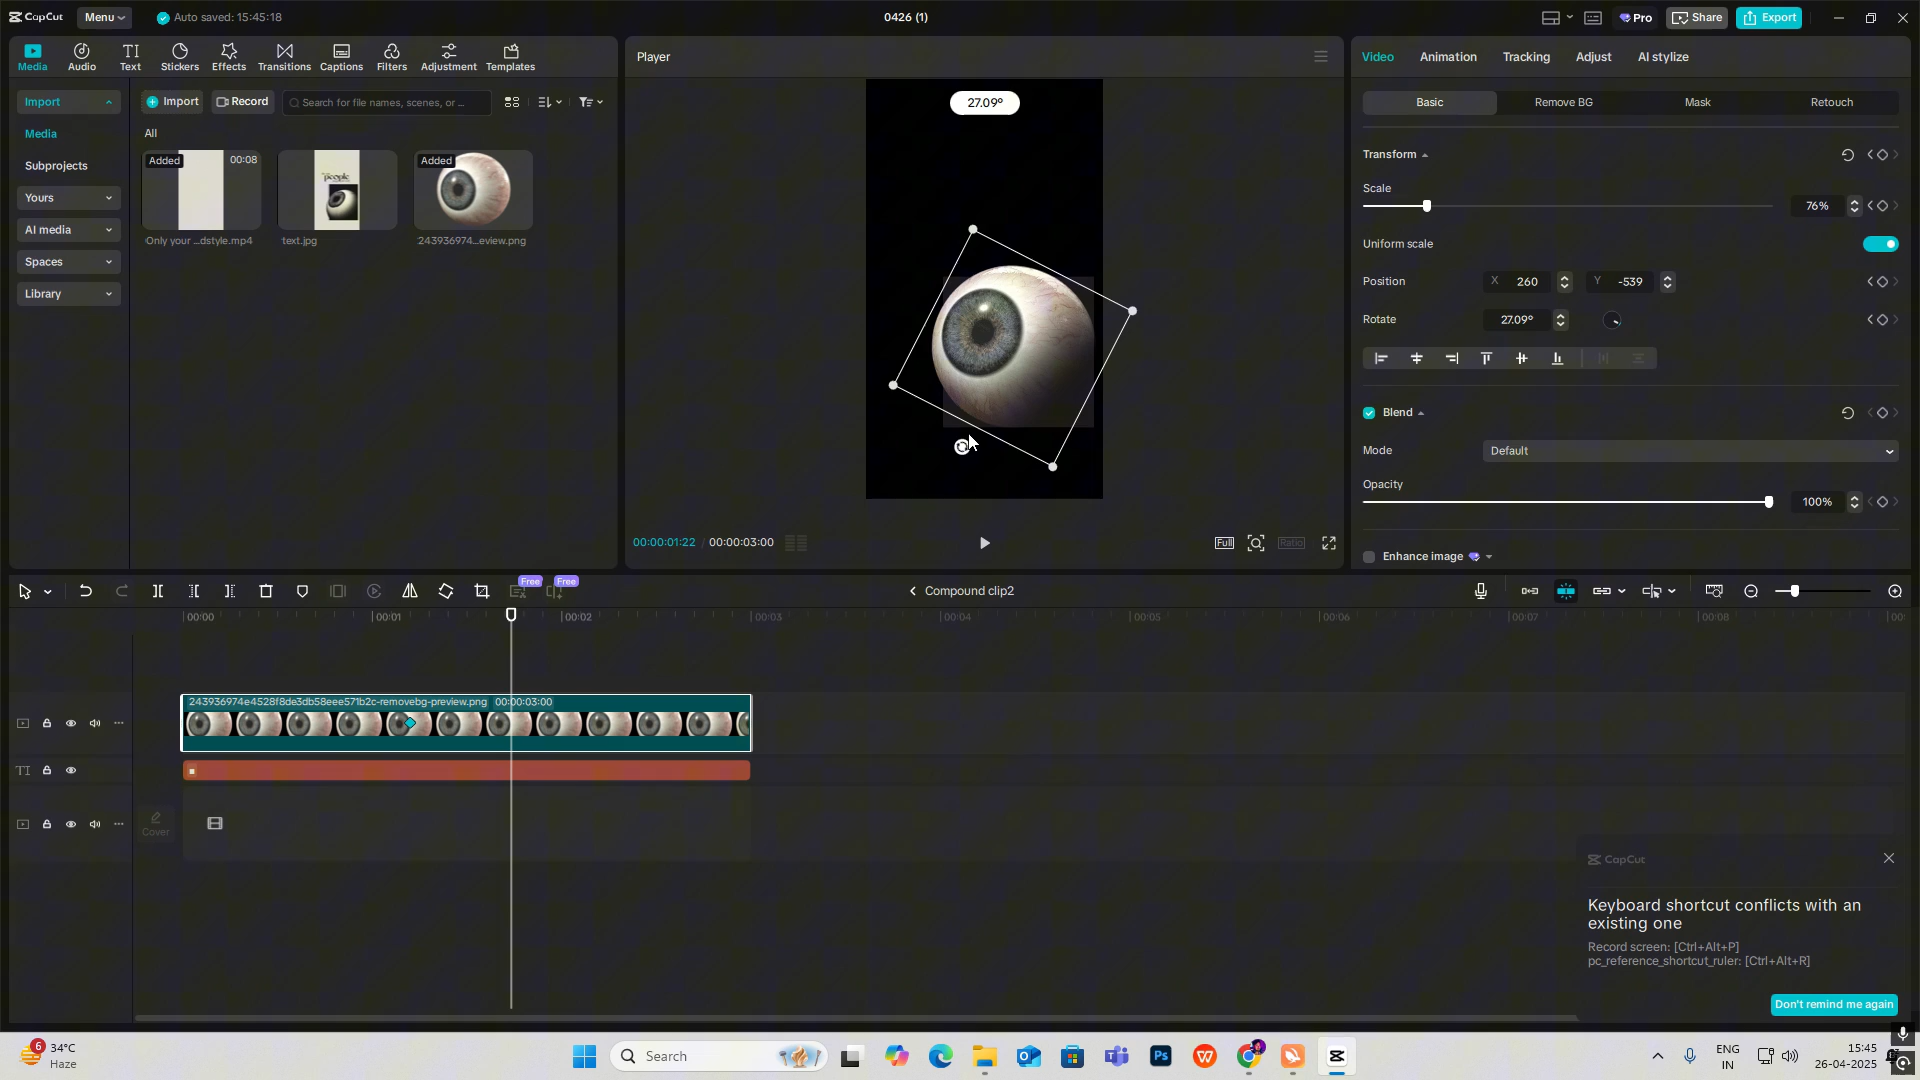 CapCut
Menu
Auto saved: 15:45:18
0426 (1)
Pro
Share
Export
Media
Audio
Text
Stickers
Effects
Transitions
Captions
Filters
Adjustment
Templates
Import
Media
Subprojects
Yours
AI media
Spaces
Library
Import
Record
Search for file names, scenes, or ...
All
Added
00:08
Only your ...dstyle.mp4
people
text.jpg
Added
243936974...eview.png
Player
27.09°
00:00:01:22 / 00:00:03:00
Full
Ratio
Video
Animation
Tracking
Adjust
AI stylize
Basic
Remove BG
Mask
Retouch
Transform
Scale
76%
Uniform scale
Position
X 260
Y -539
Rotate
27.09°
Blend
Mode
Default
Opacity
100%
Enhance image
Free
Free
Compound clip2
00:00
00:01
00:02
00:03
00:04
00:05
00:06
00:07
00:08
243936974e4528f8de3db58eee571b2c-removebg-preview.png 00:00:03:00
TI
Cover
CapCut
Keyboard shortcut conflicts with an
existing one
Record screen: [Ctrl+Alt+P]
pc_reference_shortcut_ruler: [Ctrl+Alt+R]
Don't remind me again
6
34°C
Haze
Search
Ps
ENG
IN
15:45
26-04-2025